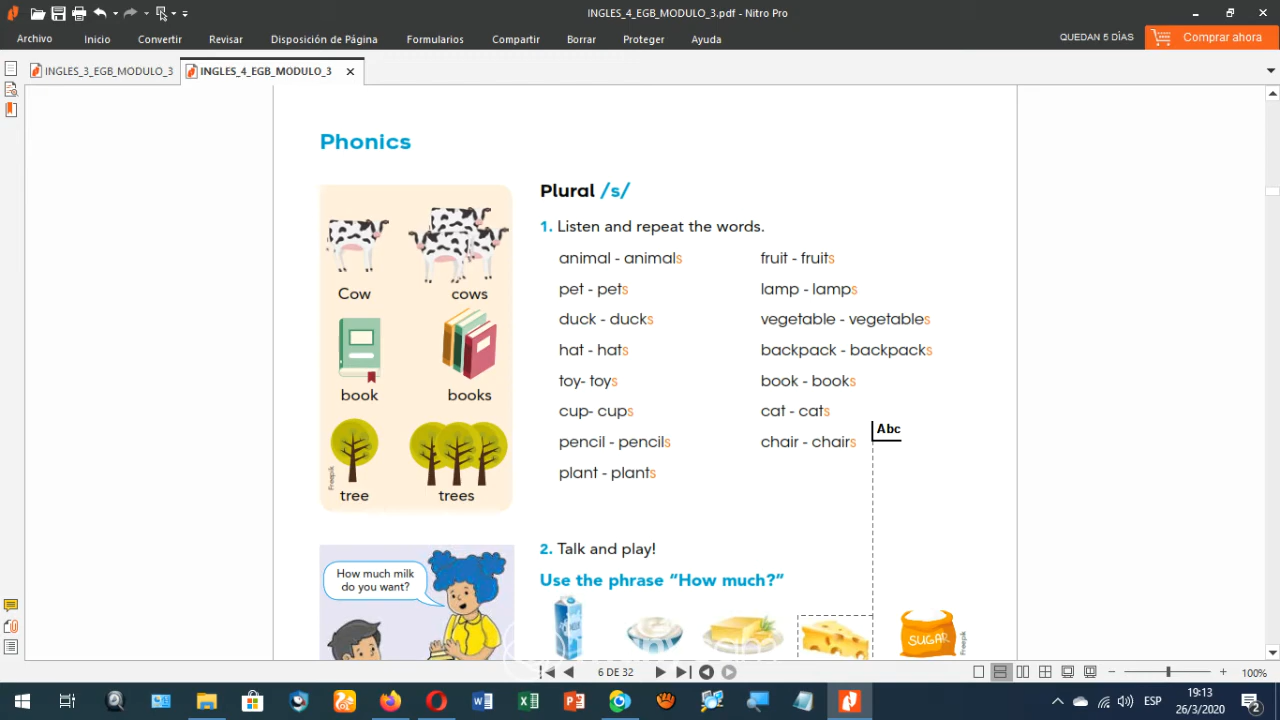 INGLES_4_EGB_MODULO_3.pdf - Nitro Pro
Archivo Inicio Convertir Revisar Disposición de Página Formularios Compartir Borrar Proteger Ayuda QUEDAN 5 DÍAS Comprar ahora
INGLES_3_EGB_MODULO_3 INGLES_4_EGB_MODULO_3
Phonics
Cow cows
book books
tree trees
Freepik
Plural /s/
1. Listen and repeat the words.
animal - animals
pet - pets
duck - ducks
hat - hats
toy- toys
cup- cups
pencil - pencils
plant - plants
fruit - fruits
lamp - lamps
vegetable - vegetables
backpack - backpacks
book - books
cat - cats
chair - chairs
Abc
How much milk
do you want?
2. Talk and play!
Use the phrase “How much?”
SUGAR
Freepik
6 DE 32
100%
ESP
19:13
26/3/2020
2